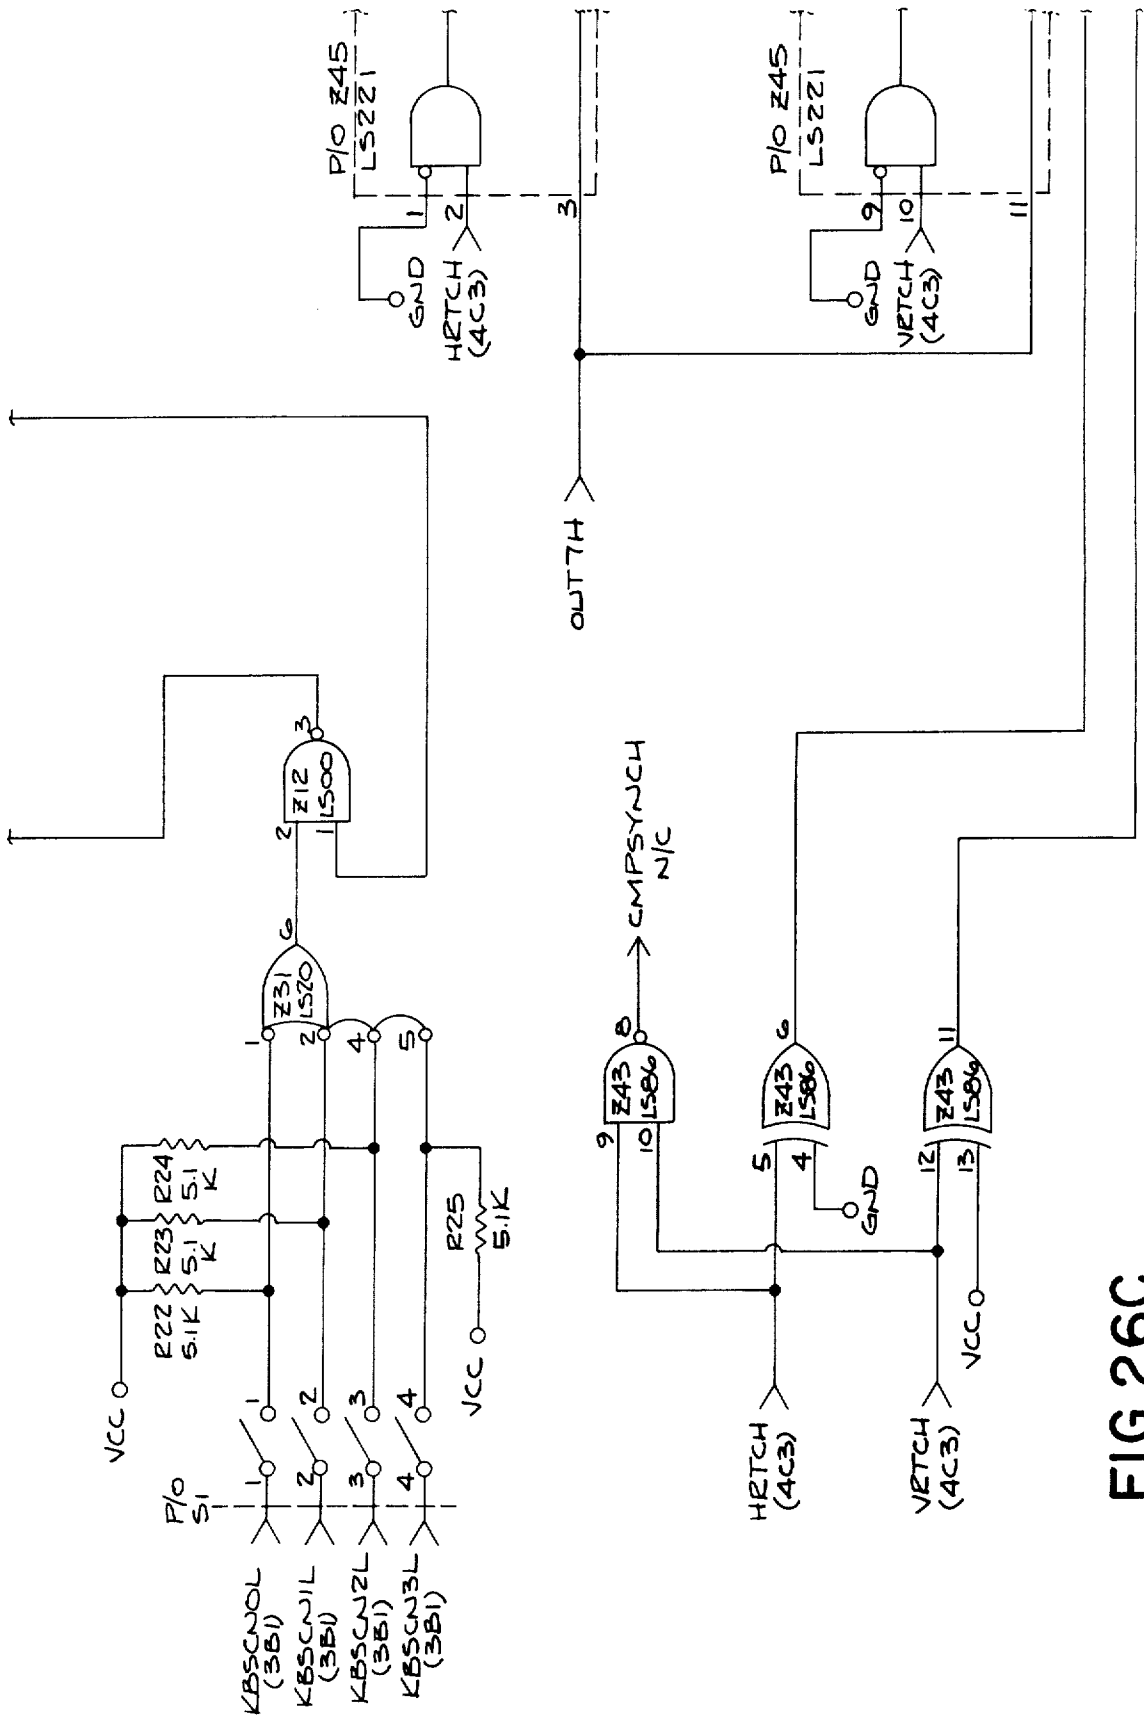 VCC
R22
5.1K
R23
5.1
K
R24
5.1
K
P/O
S1
KBSCN0L
(3B1)
1
1
KBSCN1L
(3B1)
2
2
KBSCN2L
(3B1)
3
3
KBSCN3L
(3B1)
4
4
VCC
R25
5.1K
1
2
4
5
Z31
LS20
6
2
1
Z12
LS00
3
P/O Z45
LS221
1
2
3
GND
HRTCH
(4C3)
OUT7H
P/O Z45
LS221
9
10
11
GND
VRTCH
(4C3)
9
10
Z43
LS86
8
CMPSYNCH
N/C
HRTCH
(4C3)
5
4
GND
Z43
LS86
6
VRTCH
(4C3)
12
13
VCC
Z43
LS86
11
FIG 26C